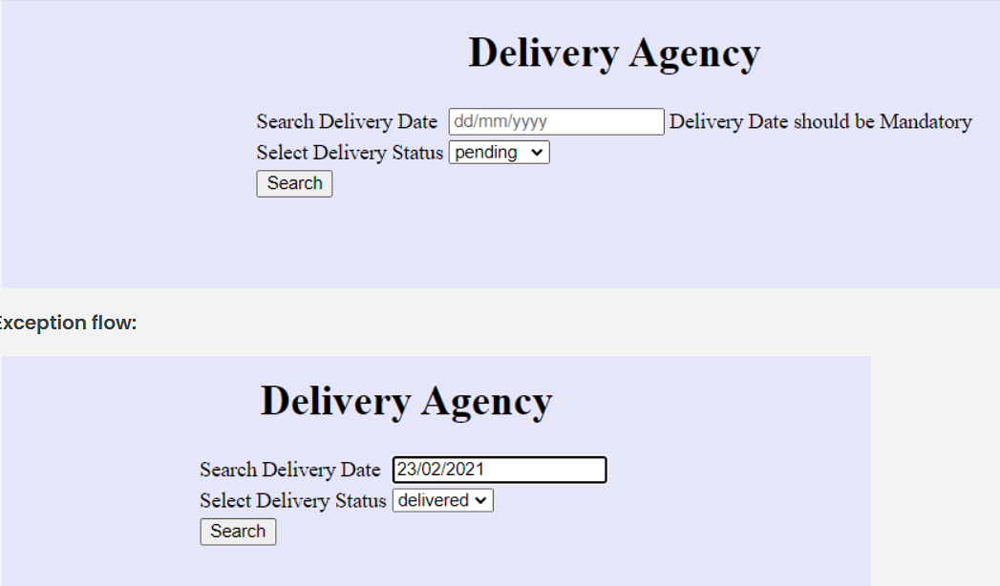 Delivery Agency
Search Delivery Date dd/mm/yyyy Delivery Date should be Mandatory
Select Delivery Status pending
Search
Exception flow:
Delivery Agency
Search Delivery Date 23/02/2021
Select Delivery Status delivered
Search